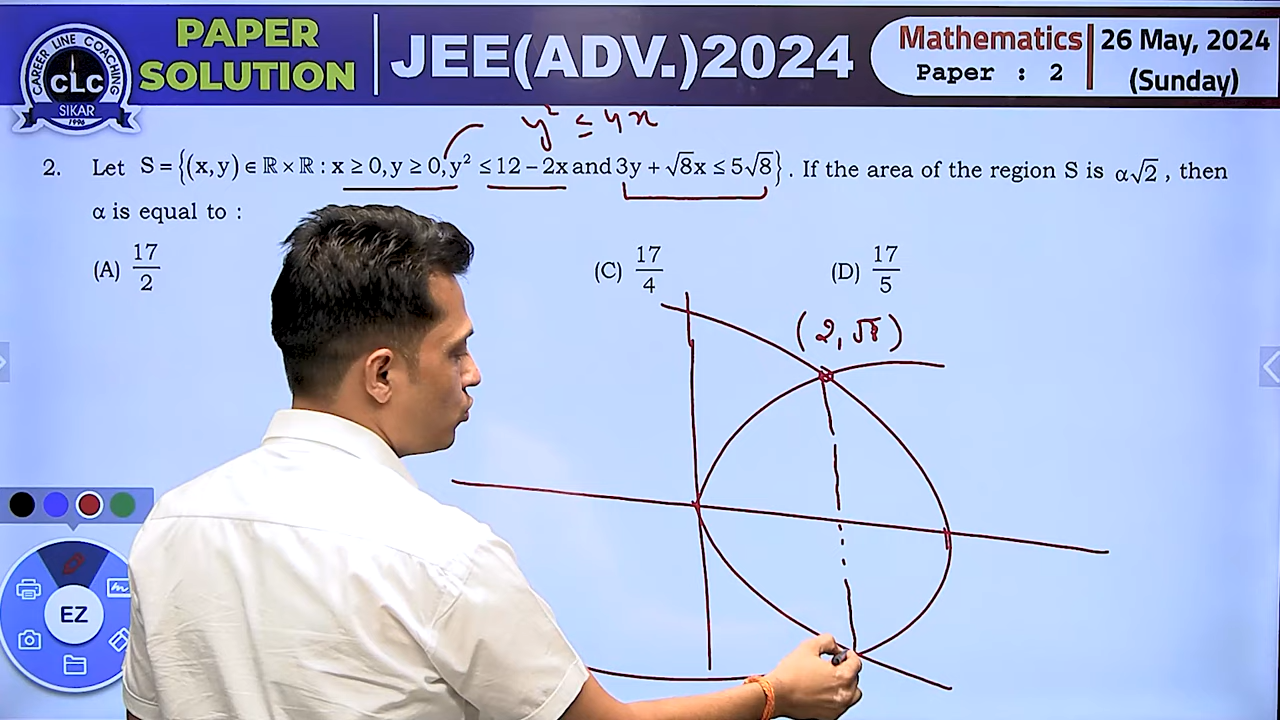 CAREER LINE COACHING
CLC
SIKAR
1996
PAPER SOLUTION
JEE(ADV.)2024
Mathematics
Paper : 2
26 May, 2024
(Sunday)
y² ≤ 4x
2. Let S = {(x,y) ∈ ℝ × ℝ : x ≥ 0, y ≥ 0, y² ≤ 12 – 2x and 3y + √8x ≤ 5√8}. If the area of the region S is α√2, then
α is equal to :
(A) 17/2 (C) 17/4 (D) 17/5
(2, √8)
EZ